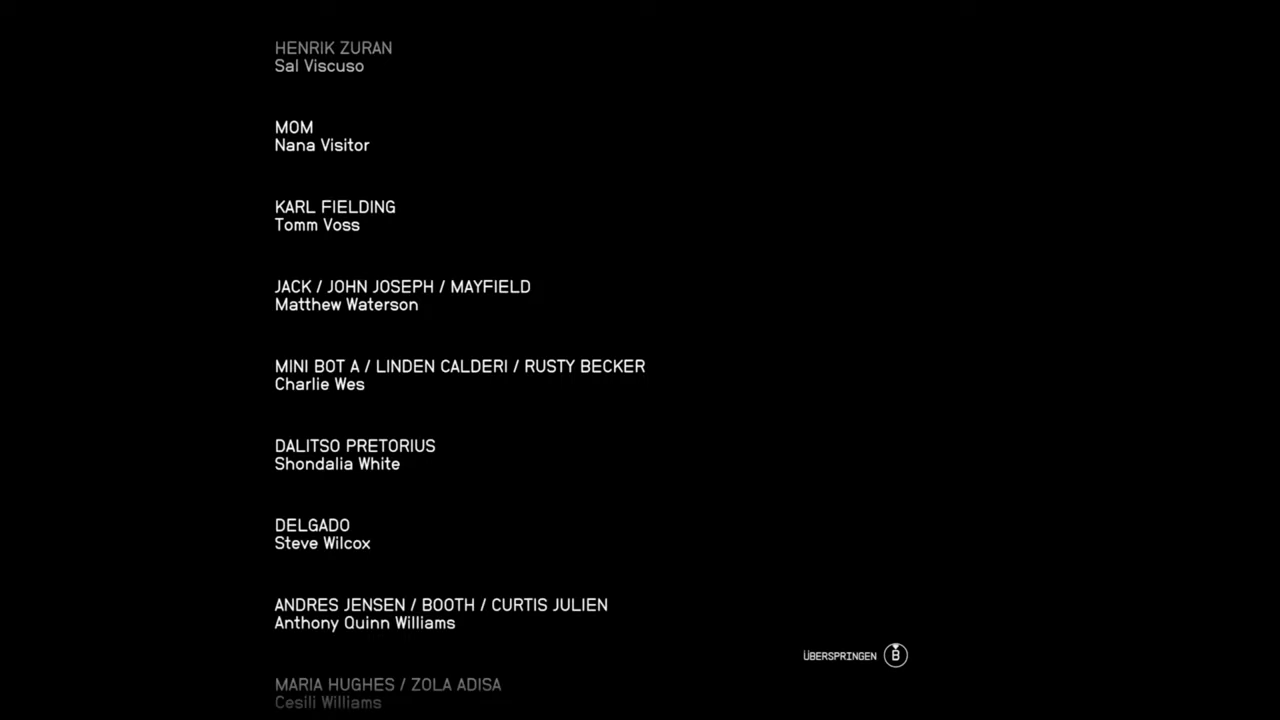 HENRIK ZURAN
Sal Viscuso
MOM
Nana Visitor
KARL FIELDING
Tomm Voss
JACK / JOHN JOSEPH / MAYFIELD
Matthew Waterson
MINI BOT A / LINDEN CALDERI / RUSTY BECKER
Charlie Wes
DALITSO PRETORIUS
Shondalia White
DELGADO
Steve Wilcox
ANDRES JENSEN / BOOTH / CURTIS JULIEN
Anthony Quinn Williams
ÜBERSPRINGEN B
MARIA HUGHES / ZOLA ADISA
Cesili Williams